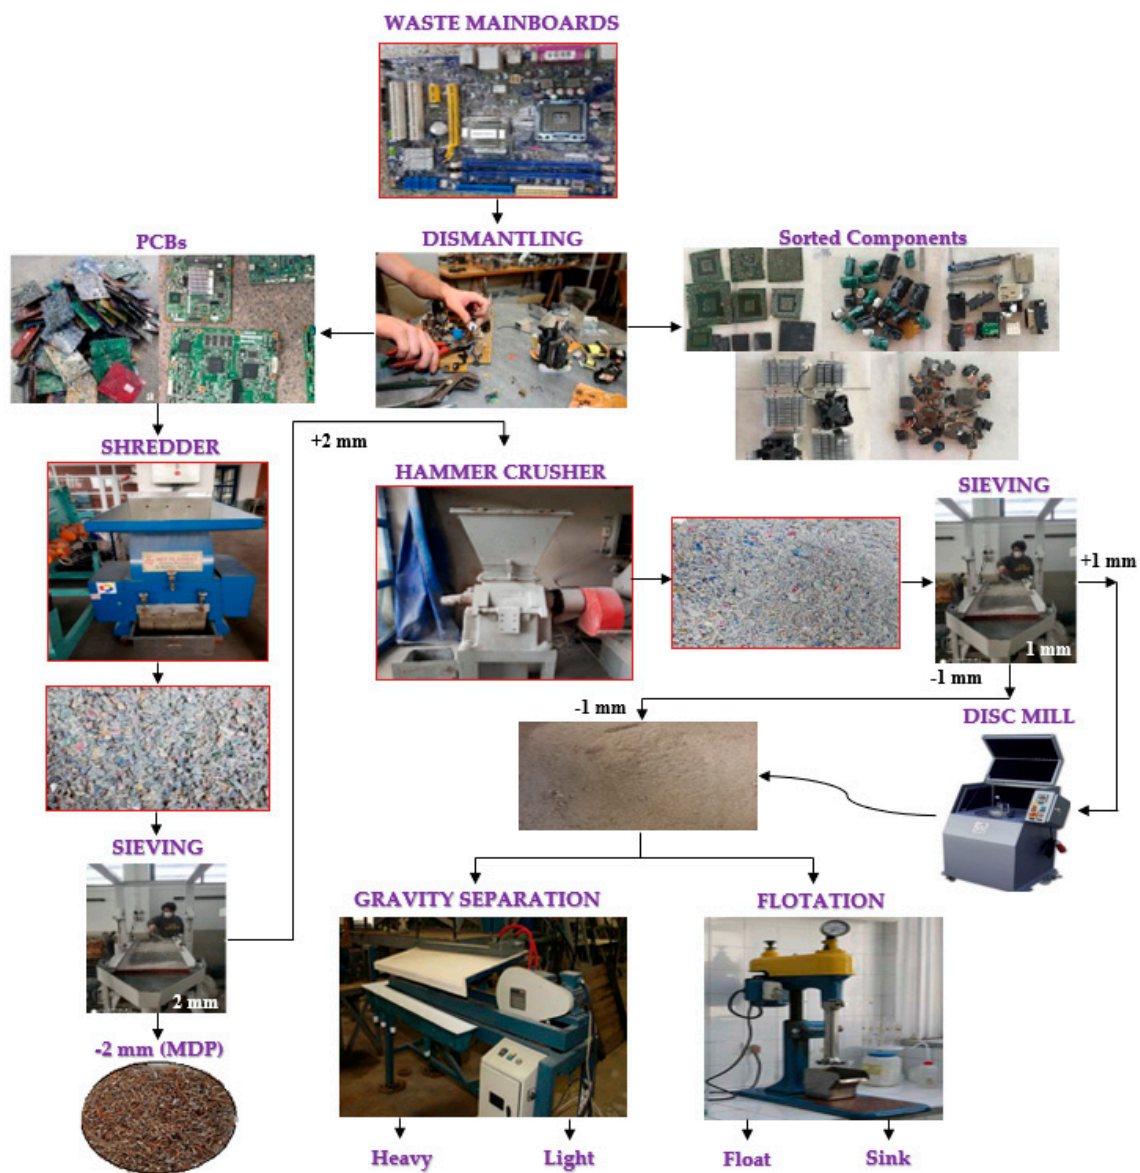 WASTE MAINBOARDS
PCBs
DISMANTLING
Sorted Components
SHREDDER
+2 mm
HAMMER CRUSHER
SIEVING
+1 mm
1 mm
-1 mm
-1 mm
DISC MILL
SIEVING
2 mm
-2 mm (MDP)
GRAVITY SEPARATION
FLOTATION
Heavy
Light
Float
Sink